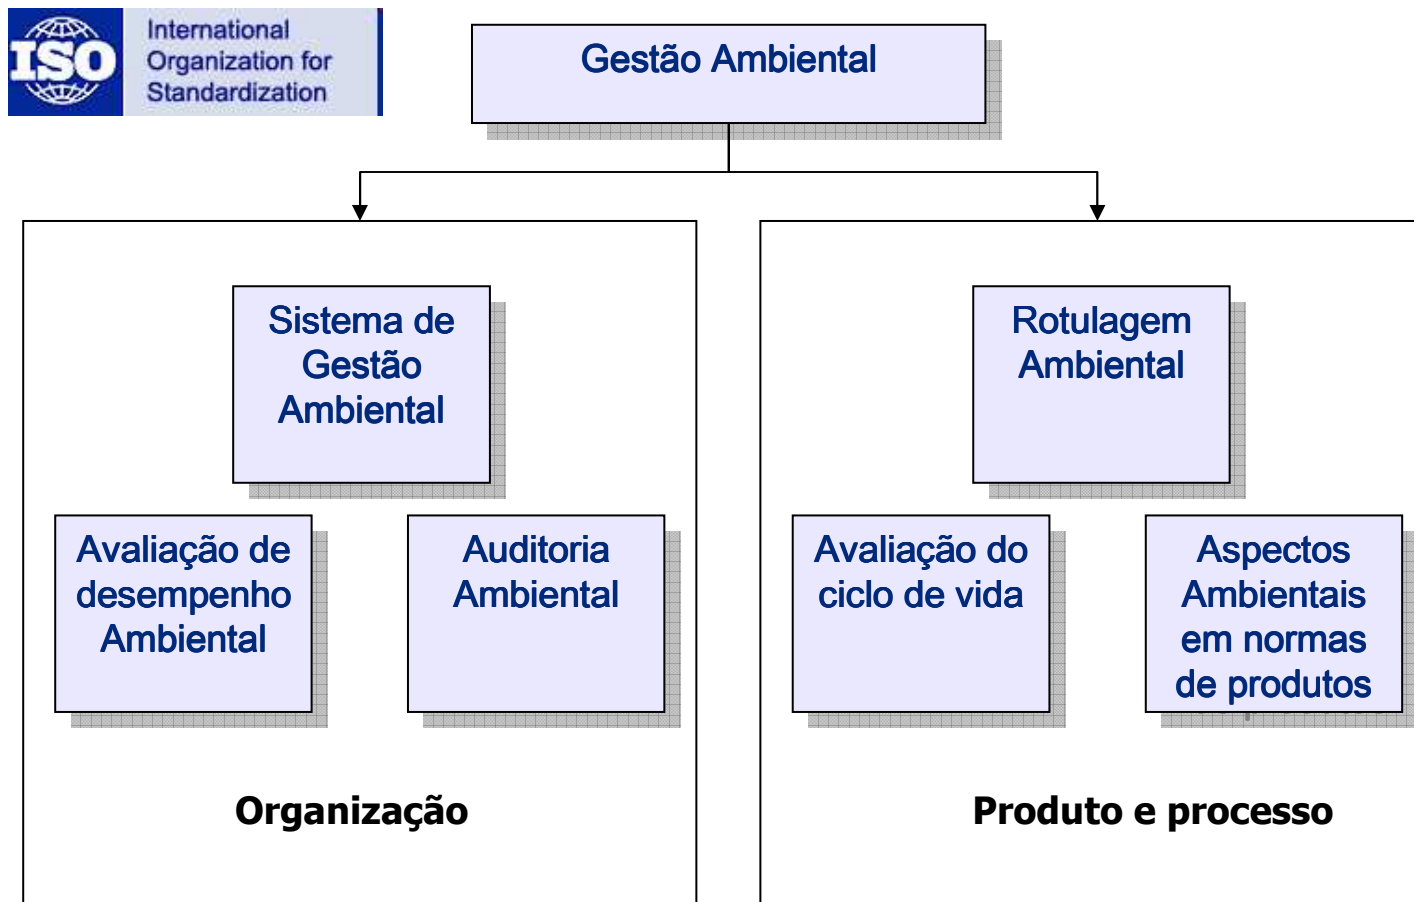 ISO
International
Organization for
Standardization
Gestão Ambiental
Sistema de
Gestão
Ambiental
Avaliação de
desempenho
Ambiental
Auditoria
Ambiental
Organização
Rotulagem
Ambiental
Avaliação do
ciclo de vida
Aspectos
Ambientais
em normas
de produtos
Produto e processo